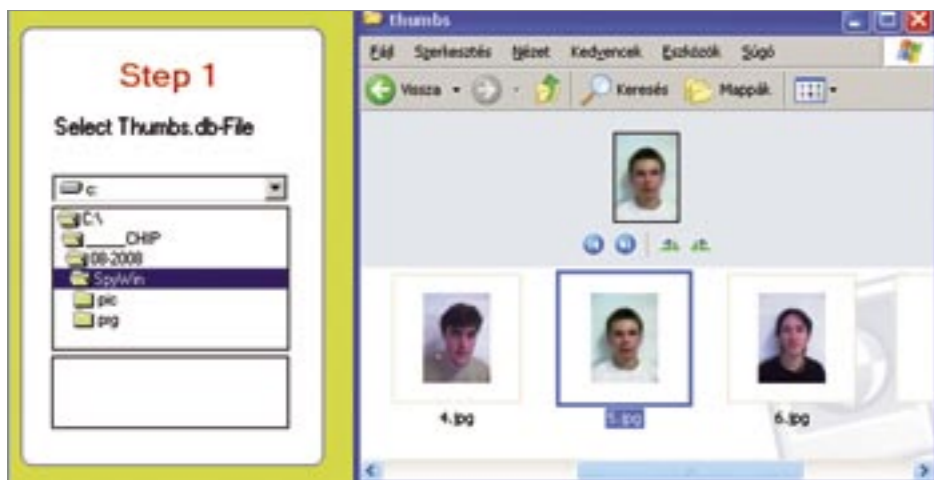 Step 1
Select Thumbs.db-File
c:
C:\
____CHIP
08-2008
SpyWin
pic
prg
thumbs
Fájl Szerkesztés Nézet Kedvencek Eszközök Súgó
Vissza Keresés Mappák
4.jpg 5.jpg 6.jpg